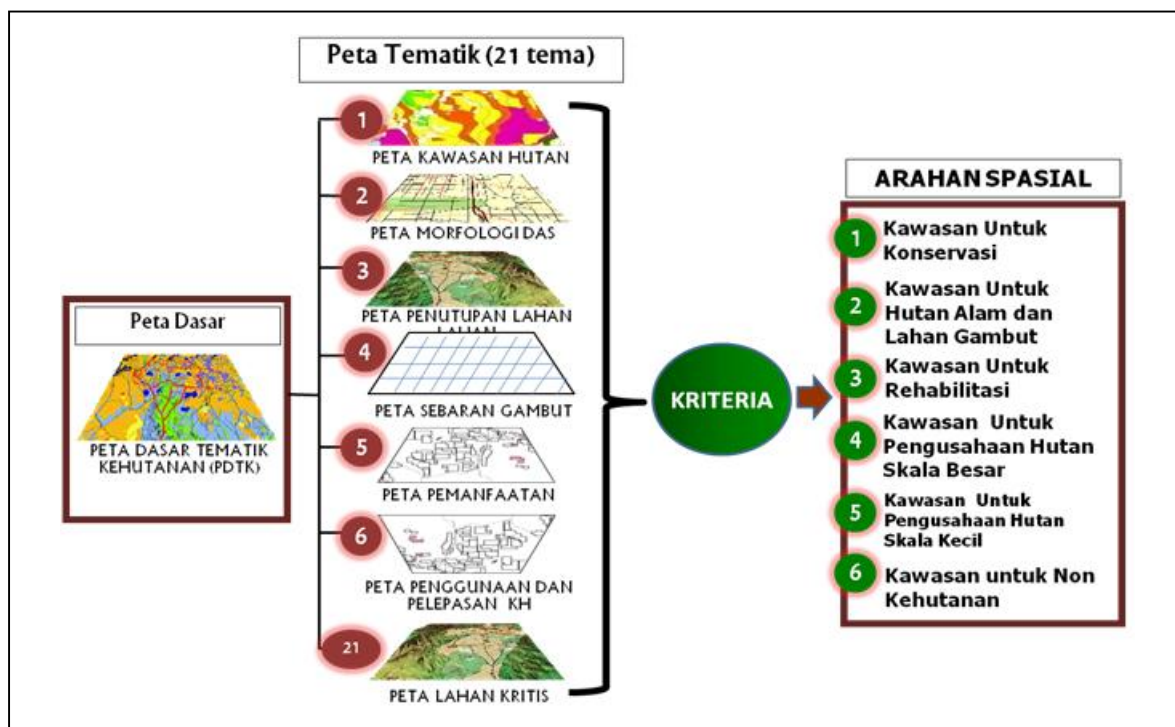 Peta Dasar
PETA DASAR TEMATIK
KEHUTANAN (PDTK)
Peta Tematik (21 tema)
1
PETA KAWASAN HUTAN
2
PETA MORFOLOGI DAS
3
PETA PENUTUPAN LAHAN
LAHAN
4
PETA SEBARAN GAMBUT
5
PETA PEMANFAATAN
6
PETA PENGGUNAAN DAN
PELEPASAN KH
21
PETA LAHAN KRITIS
KRITERIA
ARAHAN SPASIAL
1 Kawasan Untuk
Konservasi
2 Kawasan Untuk
Hutan Alam dan
Lahan Gambut
3 Kawasan Untuk
Rehabilitasi
4 Kawasan Untuk
Pengusahaan Hutan
Skala Besar
5 Kawasan Untuk
Pengusahaan Hutan
Skala Kecil
6 Kawasan untuk Non
Kehutanan